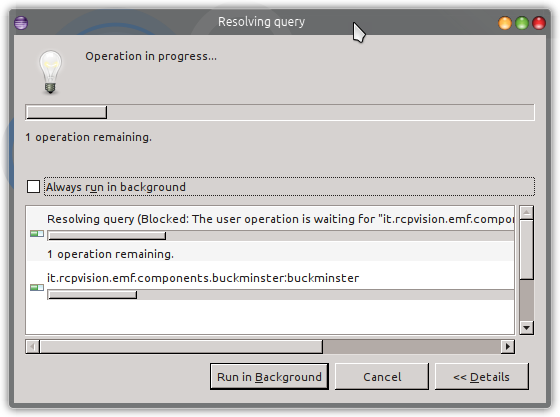 Resolving query
Operation in progress...
1 operation remaining.
Always run in background
Resolving query (Blocked: The user operation is waiting for "it.rcpvision.emf.compo
1 operation remaining.
it.rcpvision.emf.components.buckminster:buckminster
Run in Background
Cancel
<< Details